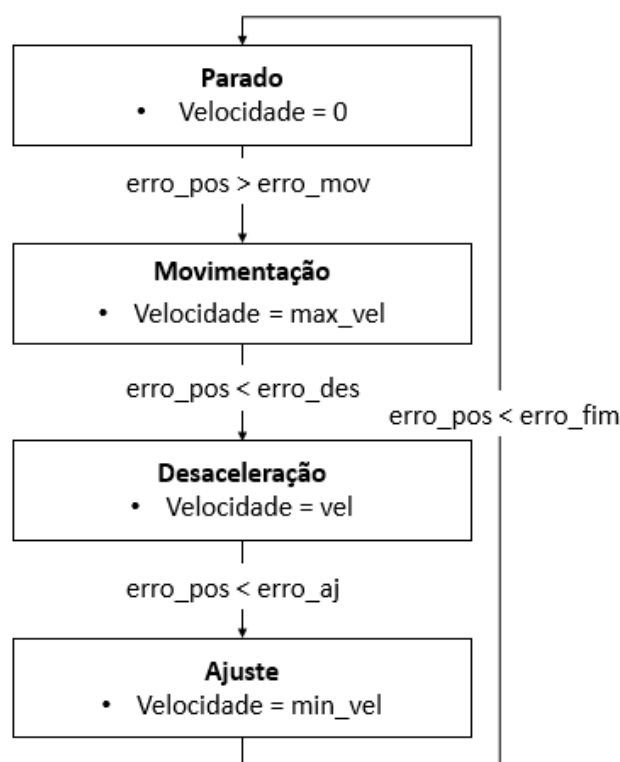 Parado
• Velocidade = 0
erro_pos > erro_mov
Movimentação
• Velocidade = max_vel
erro_pos < erro_des
erro_pos < erro_fim
Desaceleração
• Velocidade = vel
erro_pos < erro_aj
Ajuste
• Velocidade = min_vel